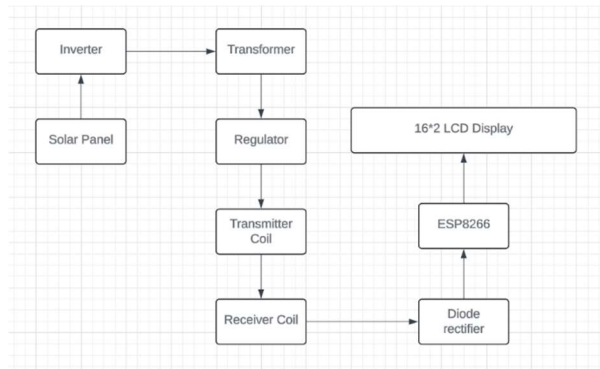 Inverter
Transformer
Solar Panel
Regulator
16*2 LCD Display
Transmitter
Coil
ESP8266
Receiver Coil
Diode
rectifier